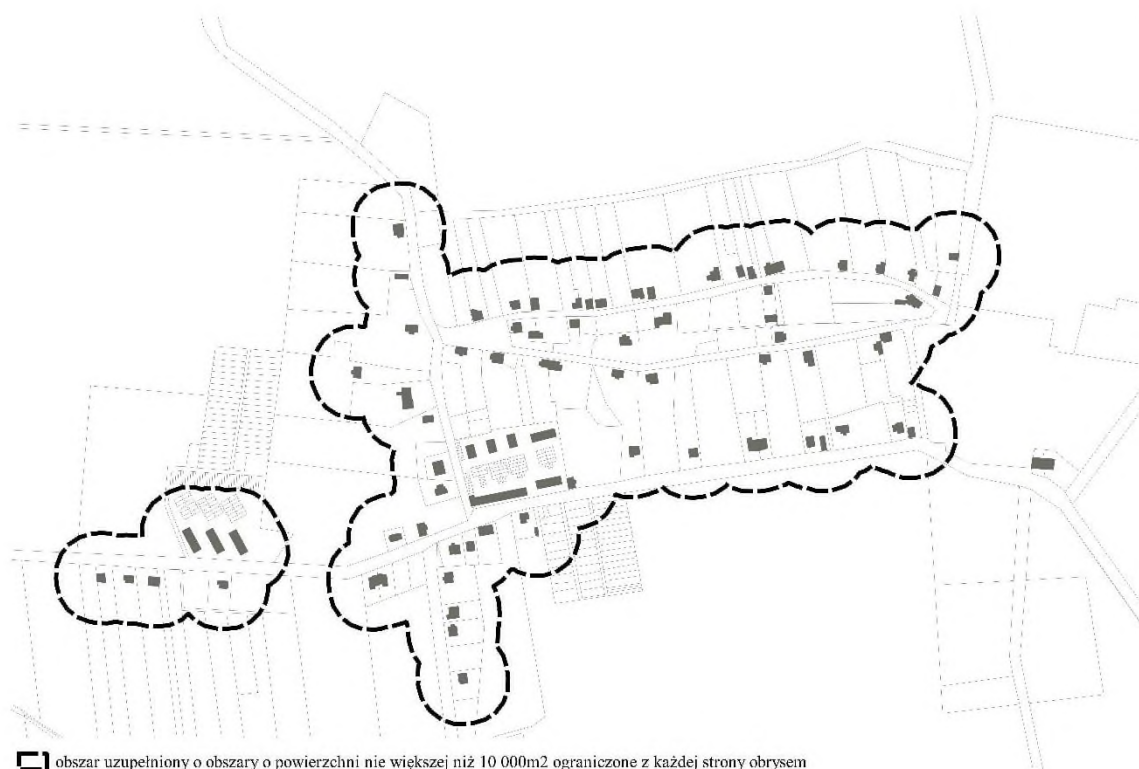 obszar uzupełniony o obszary o powierzchni nie większej niż 10 000m2 ograniczone z każdej strony obrysem